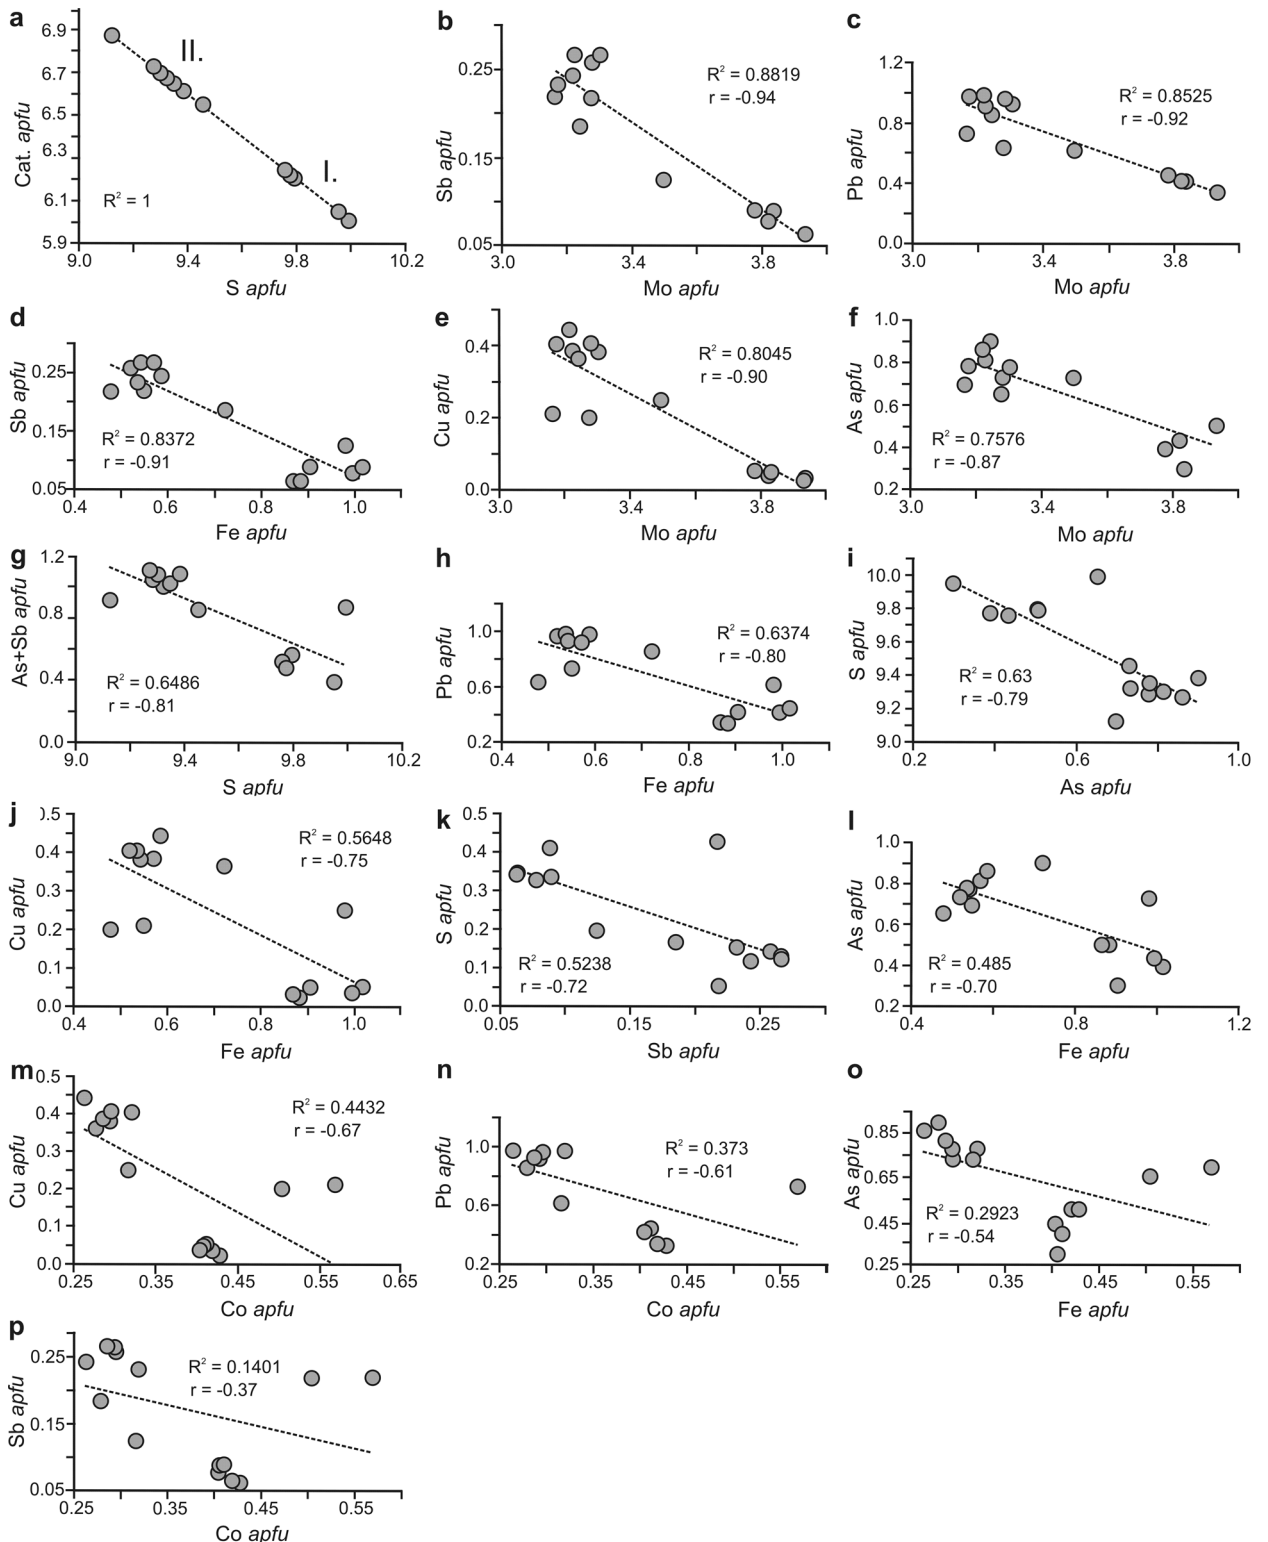 a
6.9
6.7
6.5
6.3
6.1
5.9
Cat. apfu
II.
I.
R² = 1
9.0 9.4 9.8 10.2
S apfu
b
0.25
0.15
0.05
Sb apfu
R² = 0.8819
r = -0.94
3.0 3.4 3.8
Mo apfu
c
1.2
0.8
0.4
0.0
Pb apfu
R² = 0.8525
r = -0.92
3.0 3.4 3.8
Mo apfu
d
0.25
0.15
0.05
Sb apfu
R² = 0.8372
r = -0.91
0.4 0.6 0.8 1.0
Fe apfu
e
0.4
0.2
0.0
Cu apfu
R² = 0.8045
r = -0.90
3.0 3.4 3.8
Mo apfu
f
1.0
0.8
0.6
0.4
0.2
As apfu
R² = 0.7576
r = -0.87
3.0 3.4 3.8
Mo apfu
g
1.2
0.8
0.4
0.0
As+Sb apfu
R² = 0.6486
r = -0.81
9.0 9.4 9.8 10.2
S apfu
h
1.0
0.6
0.2
Pb apfu
R² = 0.6374
r = -0.80
0.4 0.6 0.8 1.0
Fe apfu
i
10.0
9.8
9.6
9.4
9.2
9.0
S apfu
R² = 0.63
r = -0.79
0.2 0.6 1.0
As apfu
j
0.5
0.4
0.3
0.2
0.1
0.0
Cu apfu
R² = 0.5648
r = -0.75
0.4 0.6 0.8 1.0
Fe apfu
k
0.5
0.4
0.3
0.2
0.1
0.0
S apfu
R² = 0.5238
r = -0.72
0.05 0.15 0.25
Sb apfu
l
1.0
0.8
0.6
0.4
0.2
As apfu
R² = 0.485
r = -0.70
0.4 0.8 1.2
Fe apfu
m
0.5
0.4
0.3
0.2
0.1
0.0
Cu apfu
R² = 0.4432
r = -0.67
0.25 0.35 0.45 0.55 0.65
Co apfu
n
1.0
0.6
0.2
Pb apfu
R² = 0.373
r = -0.61
0.25 0.35 0.45 0.55
Co apfu
o
0.85
0.65
0.45
0.25
As apfu
R² = 0.2923
r = -0.54
0.25 0.35 0.45 0.55
Fe apfu
p
0.25
0.15
0.05
Sb apfu
R² = 0.1401
r = -0.37
0.25 0.35 0.45 0.55
Co apfu